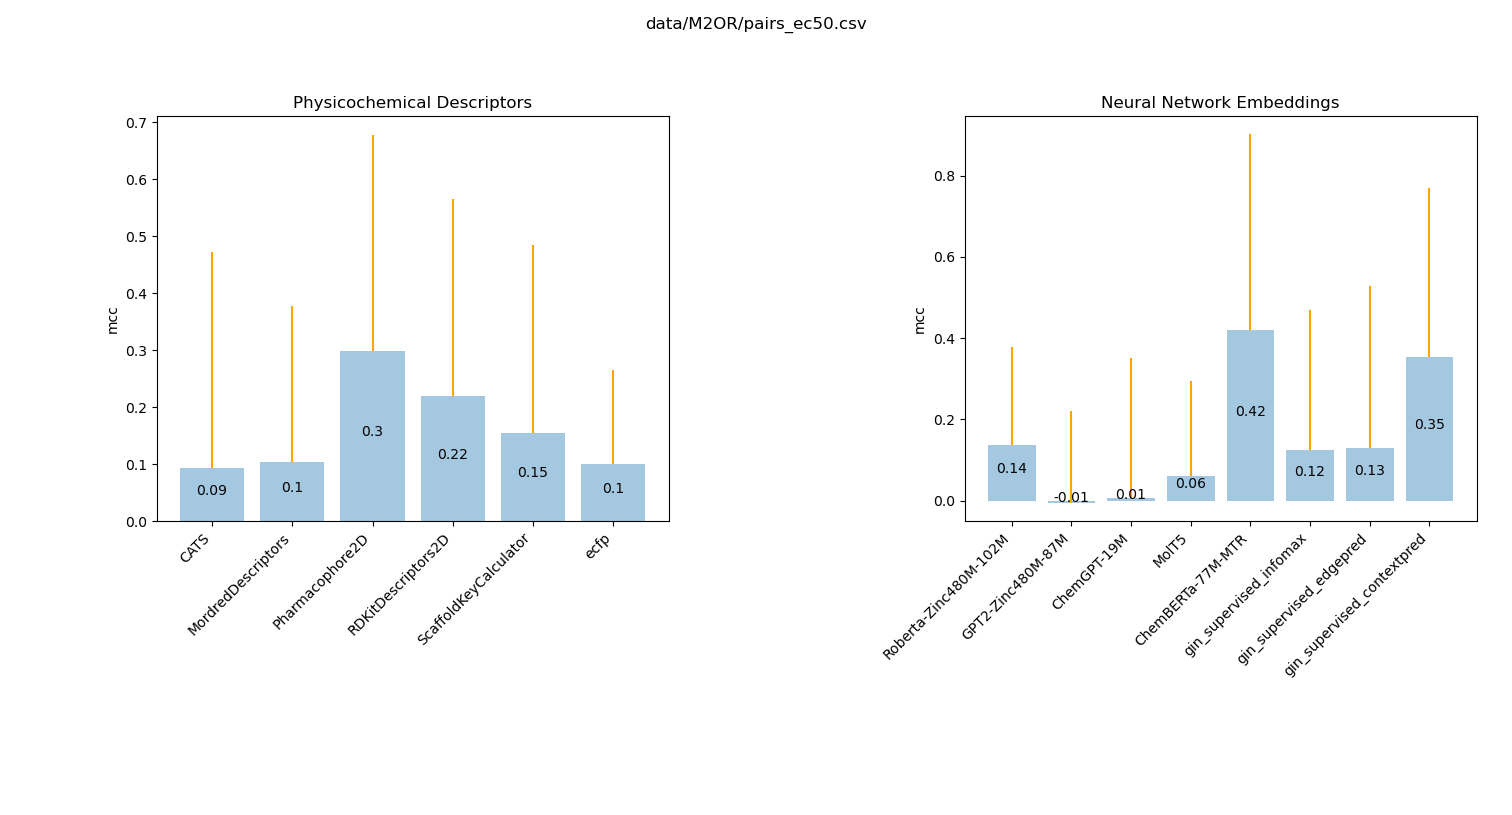 data/M2OR/pairs_ec50.csv
Physicochemical Descriptors
0.7
0.6
0.5
0.4
0.3
0.2
0.1
0.0
mcc
0.09
0.1
0.3
0.22
0.15
0.1
CATS
MordredDescriptors
Pharmacophore2D
RDKitDescriptors2D
ScaffoldKeyCalculator
ecfp
Neural Network Embeddings
0.8
0.6
0.4
0.2
0.0
mcc
0.14
-0.01
0.01
0.06
0.42
0.12
0.13
0.35
Roberta-Zinc480M-102M
GPT2-Zinc480M-87M
ChemGPT-19M
MolT5
ChemBERTa-77M-MTR
gin_supervised_infomax
gin_supervised_edgepred
gin_supervised_contextpred